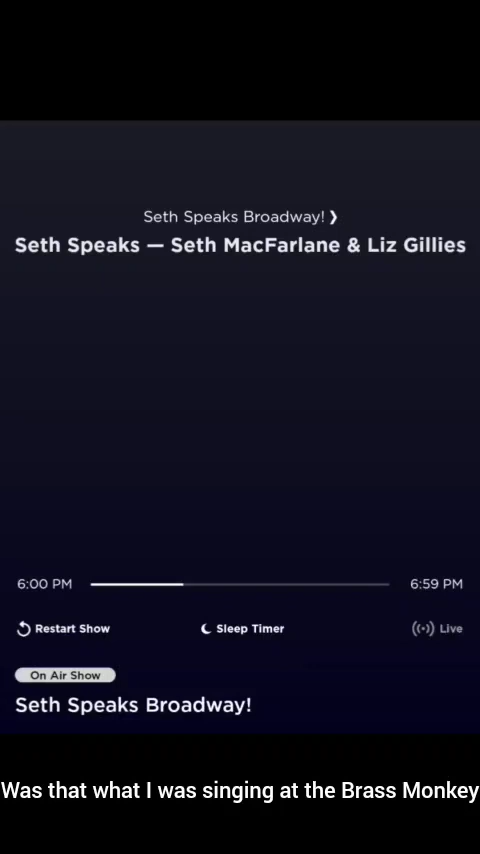 Seth Speaks Broadway! ❯
Seth Speaks — Seth MacFarlane & Liz Gillies
6:00 PM 6:59 PM
Restart Show Sleep Timer Live
On Air Show
Seth Speaks Broadway!
Was that what I was singing at the Brass Monkey